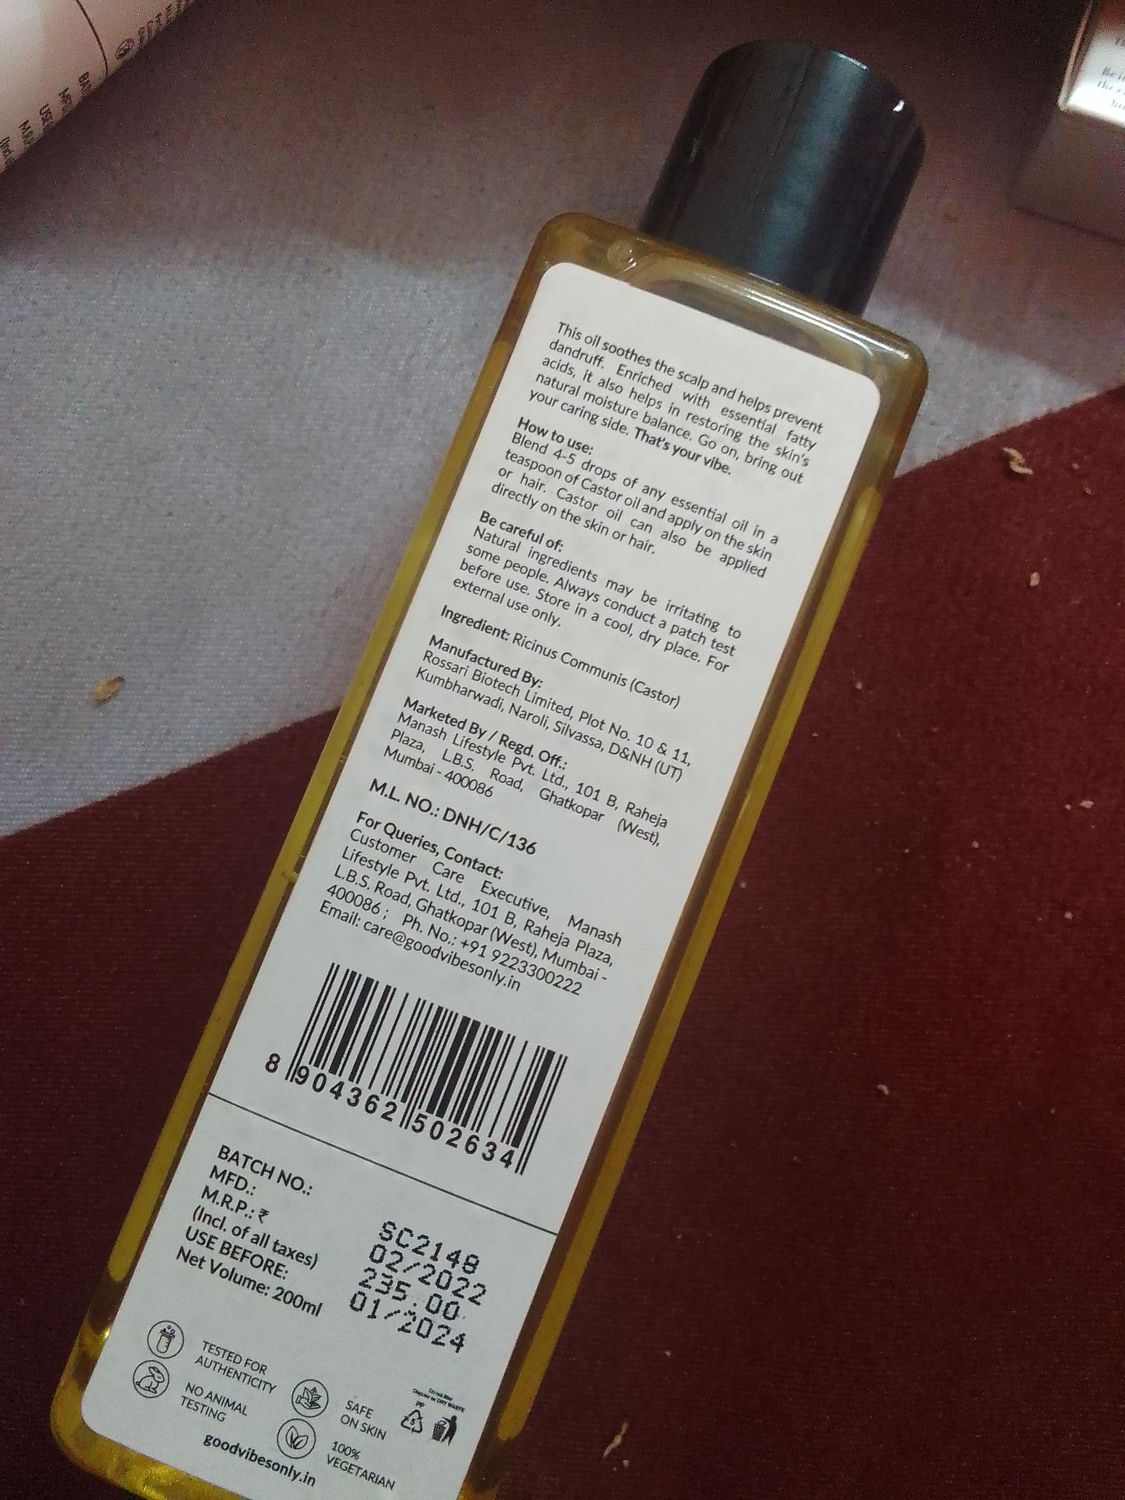 This oil soothes the scalp and helps prevent
dandruff. Enriched with essential fatty
acids, it also helps in restoring the skin's
natural moisture balance. Go on, bring out
your caring side. That's your vibe.
How to use:
Blend 4-5 drops of any essential oil in a
teaspoon of Castor oil and apply on the skin
or hair. Castor oil can also be applied
directly on the skin or hair.
Be careful of:
Natural ingredients may be irritating to
some people. Always conduct a patch test
before use. Store in a cool, dry place. For
external use only.
Ingredient: Ricinus Communis (Castor)
Manufactured By:
Rossari Biotech Limited, Plot No. 10 & 11,
Kumbharwadi, Naroli, Silvassa, D&NH (UT)
Marketed By / Regd. Off.:
Manash Lifestyle Pvt. Ltd., 101 B, Raheja
Plaza, L.B.S. Road, Ghatkopar (West),
Mumbai - 400086
M.L. NO.: DNH/C/136
For Queries, Contact:
Customer Care Executive, Manash
Lifestyle Pvt. Ltd., 101 B, Raheja Plaza,
L.B.S. Road, Ghatkopar (West), Mumbai -
400086 ; Ph. No.: +91 9223300222
Email: care@goodvibesonly.in
8 904362 502634
BATCH NO.: SC2148
MFD.: 02/2022
M.R.P.: ₹ 235.00
(Incl. of all taxes)
USE BEFORE: 01/2024
Net Volume: 200ml
TESTED FOR
AUTHENTICITY
NO ANIMAL
TESTING
SAFE
ON SKIN
100%
VEGETARIAN
PP
5
goodvibesonly.in